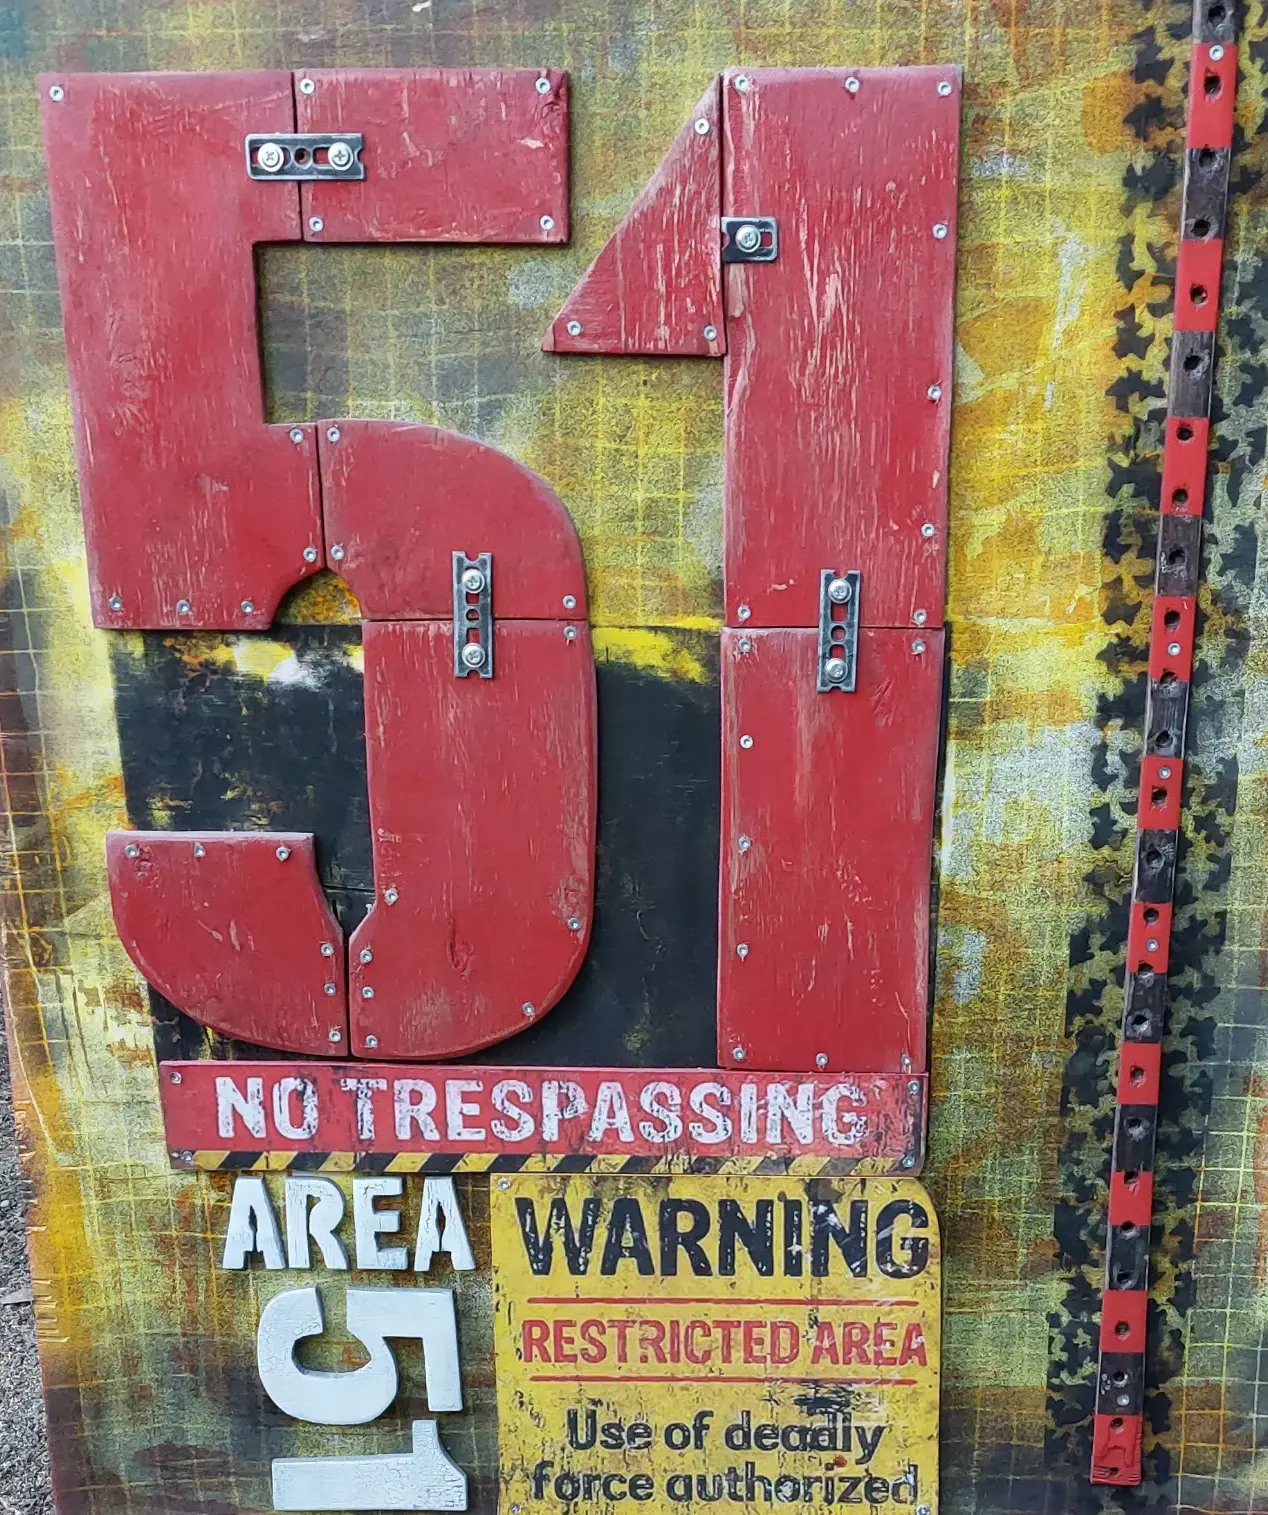 51
NO TRESPASSING
AREA
51
WARNING
RESTRICTED AREA
Use of deadly
force authorized